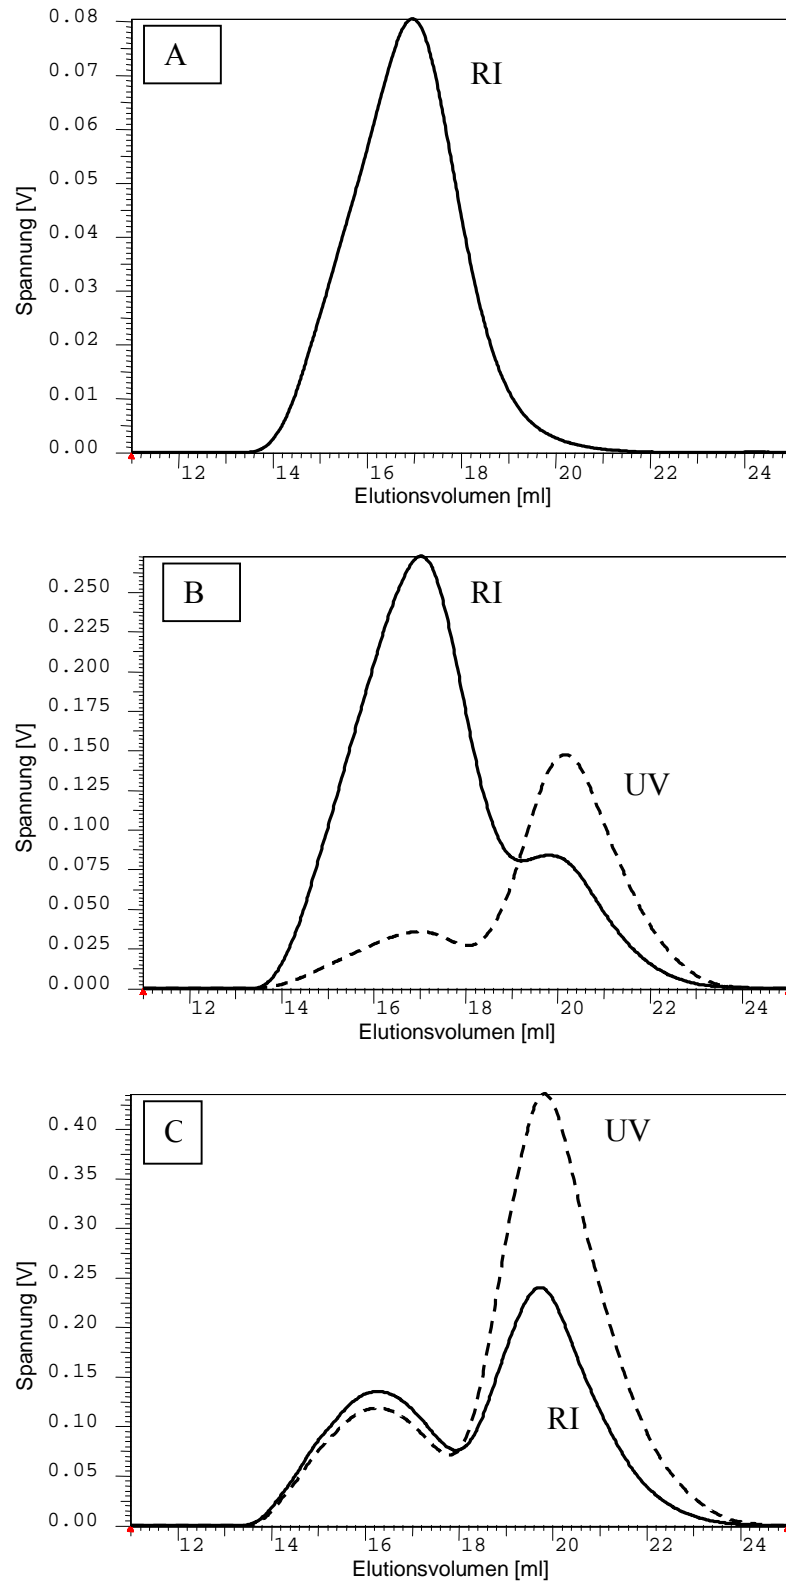 0.08
A
RI
0.07
0.06
0.05
0.04
0.03
0.02
0.01
0.00
Spannung [V]
12 14 16 18 20 22 24
Elutionsvolumen [ml]
B
RI
0.250
0.225
0.200
0.175
0.150
UV
0.125
0.100
0.075
0.050
0.025
0.000
Spannung [V]
12 14 16 18 20 22 24
Elutionsvolumen [ml]
C
UV
0.40
0.35
0.30
0.25
0.20
0.15
RI
0.10
0.05
0.00
Spannung [V]
12 14 16 18 20 22 24
Elutionsvolumen [ml]